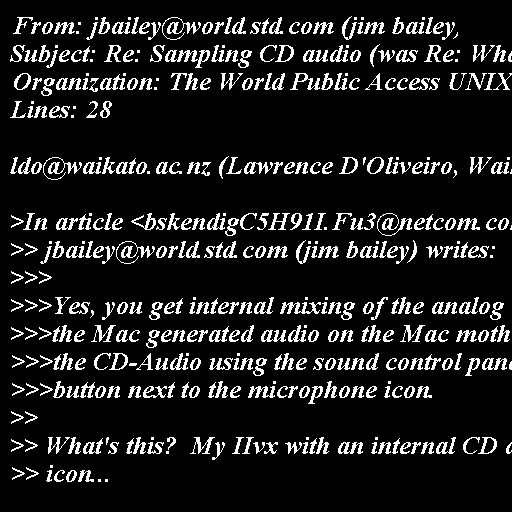 From: jbailey@world.std.com (jim bailey,
Subject: Re: Sampling CD audio (was Re: Wha
Organization: The World Public Access UNIX
Lines: 28
ldo@waikato.ac.nz (Lawrence D'Oliveiro, Wai
>In article <bskendigC5H91I.Fu3@netcom.co
>> jbailey@world.std.com (jim bailey) writes:
>>>
>>>Yes, you get internal mixing of the analog
>>>the Mac generated audio on the Mac moth
>>>the CD-Audio using the sound control pan
>>>button next to the microphone icon.
>>
>> What's this?  My IIvx with an internal CD
>> icon...